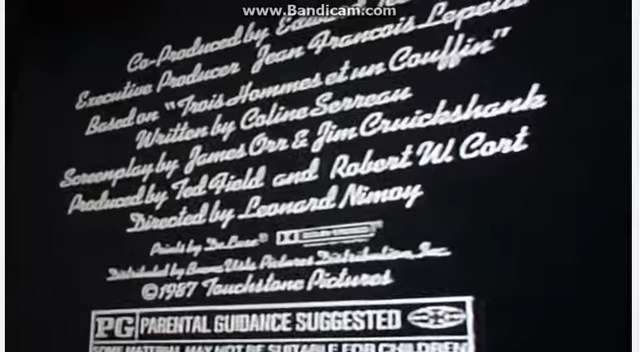 www.Bandicam.com
Co-Produced by Edward
Executive Producer Jean Francois Lepetit
Based on "Trois Hommes et un Couffin"
Written by Coline Serreau
Screenplay by James Orr & Jim Cruickshank
Produced by Ted Field and Robert W. Cort
Directed by Leonard Nimoy
Prints by De Luxe®
Distributed by Buena Vista Pictures Distribution, Inc.
©1987 Touchstone Pictures
PG PARENTAL GUIDANCE SUGGESTED
SOME MATERIAL MAY NOT BE SUITABLE FOR CHILDREN